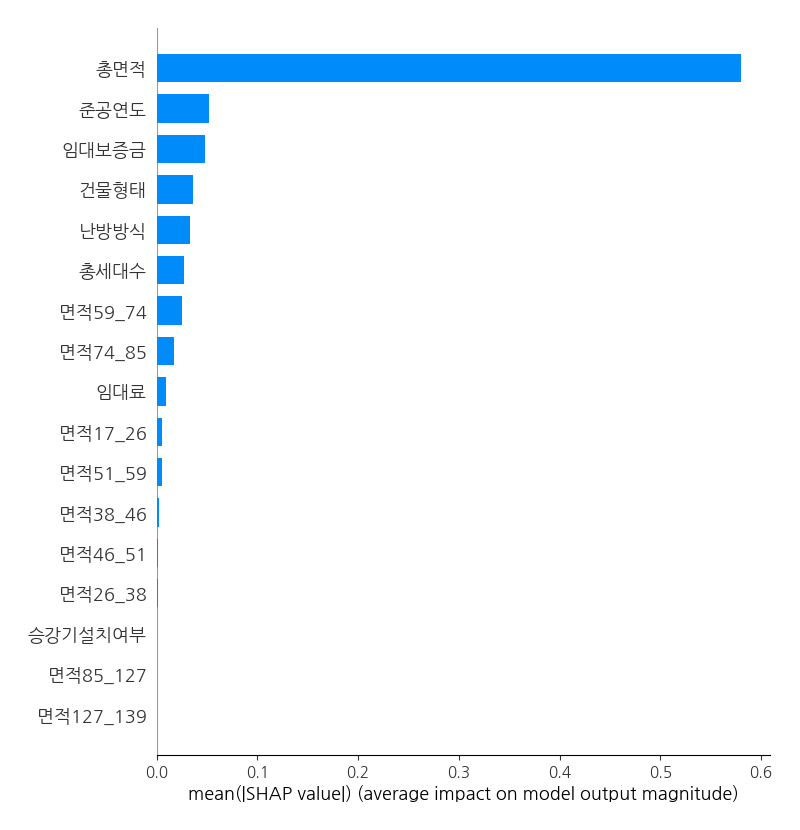 총면적
준공연도
임대보증금
건물형태
난방방식
총세대수
면적59_74
면적74_85
임대료
면적17_26
면적51_59
면적38_46
면적46_51
면적26_38
승강기설치여부
면적85_127
면적127_139
0.0 0.1 0.2 0.3 0.4 0.5 0.6
mean(|SHAP value|) (average impact on model output magnitude)